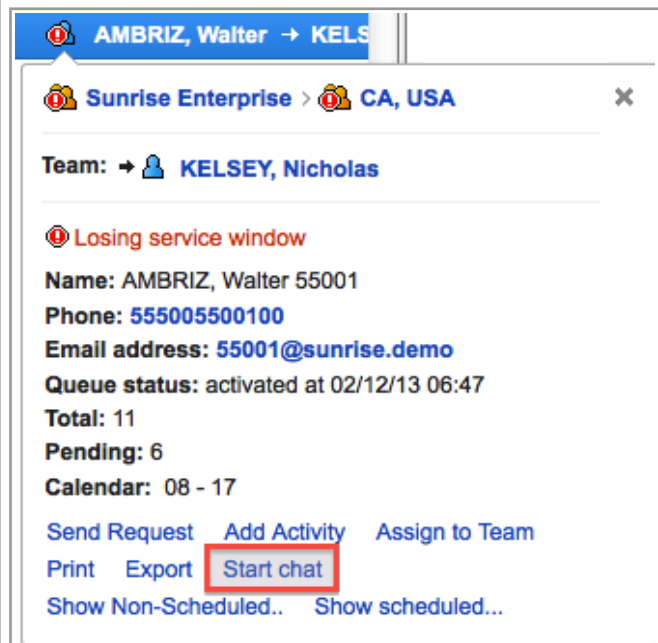 AMBRIZ, Walter → KELS
Sunrise Enterprise > CA, USA
Team: → KELSEY, Nicholas
Losing service window
Name: AMBRIZ, Walter 55001
Phone: 555005500100
Email address: 55001@sunrise.demo
Queue status: activated at 02/12/13 06:47
Total: 11
Pending: 6
Calendar: 08 - 17
Send Request Add Activity Assign to Team
Print Export Start chat
Show Non-Scheduled.. Show scheduled...